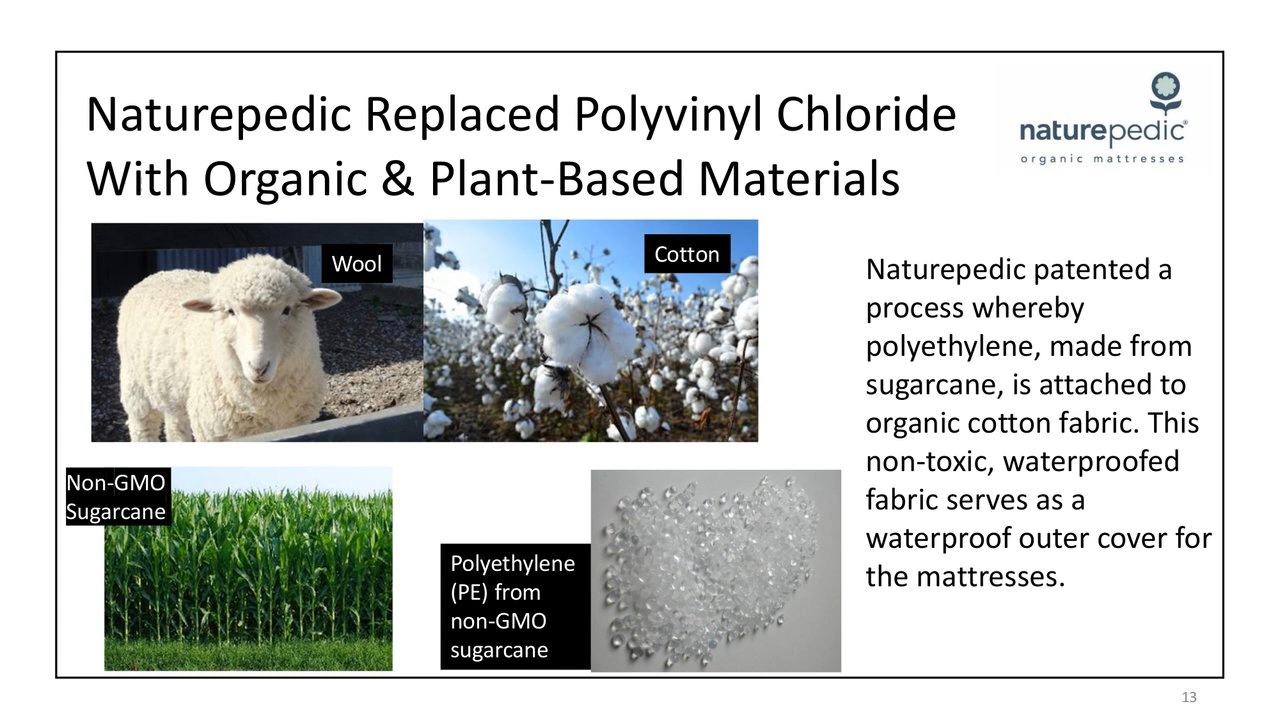 Naturepedic Replaced Polyvinyl Chloride
With Organic & Plant-Based Materials
naturepedic®
organic mattresses
Wool
Cotton
Naturepedic patented a
process whereby
polyethylene, made from
sugarcane, is attached to
organic cotton fabric. This
non-toxic, waterproofed
fabric serves as a
waterproof outer cover for
the mattresses.
Non-GMO
Sugarcane
Polyethylene
(PE) from
non-GMO
sugarcane
13